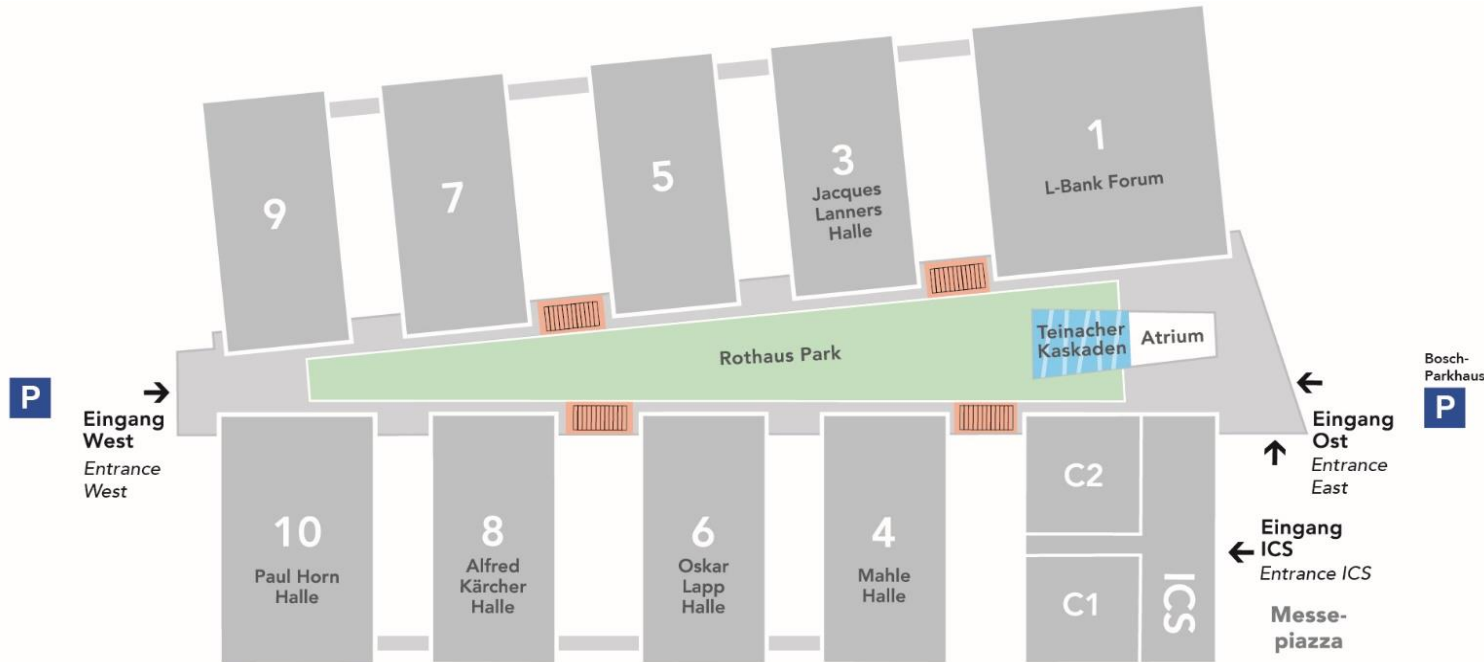 1
L-Bank Forum
3
Jacques
Lanners
Halle
5
7
9
Teinacher
Kaskaden
Atrium
Rothaus Park
P
Eingang
West
Entrance
West
Bosch-
Parkhaus
P
Eingang
Ost
Entrance
East
10
Paul Horn
Halle
8
Alfred
Kärcher
Halle
6
Oskar
Lapp
Halle
4
Mahle
Halle
C2
C1
ICS
Eingang
ICS
Entrance ICS
Messe-
piazza